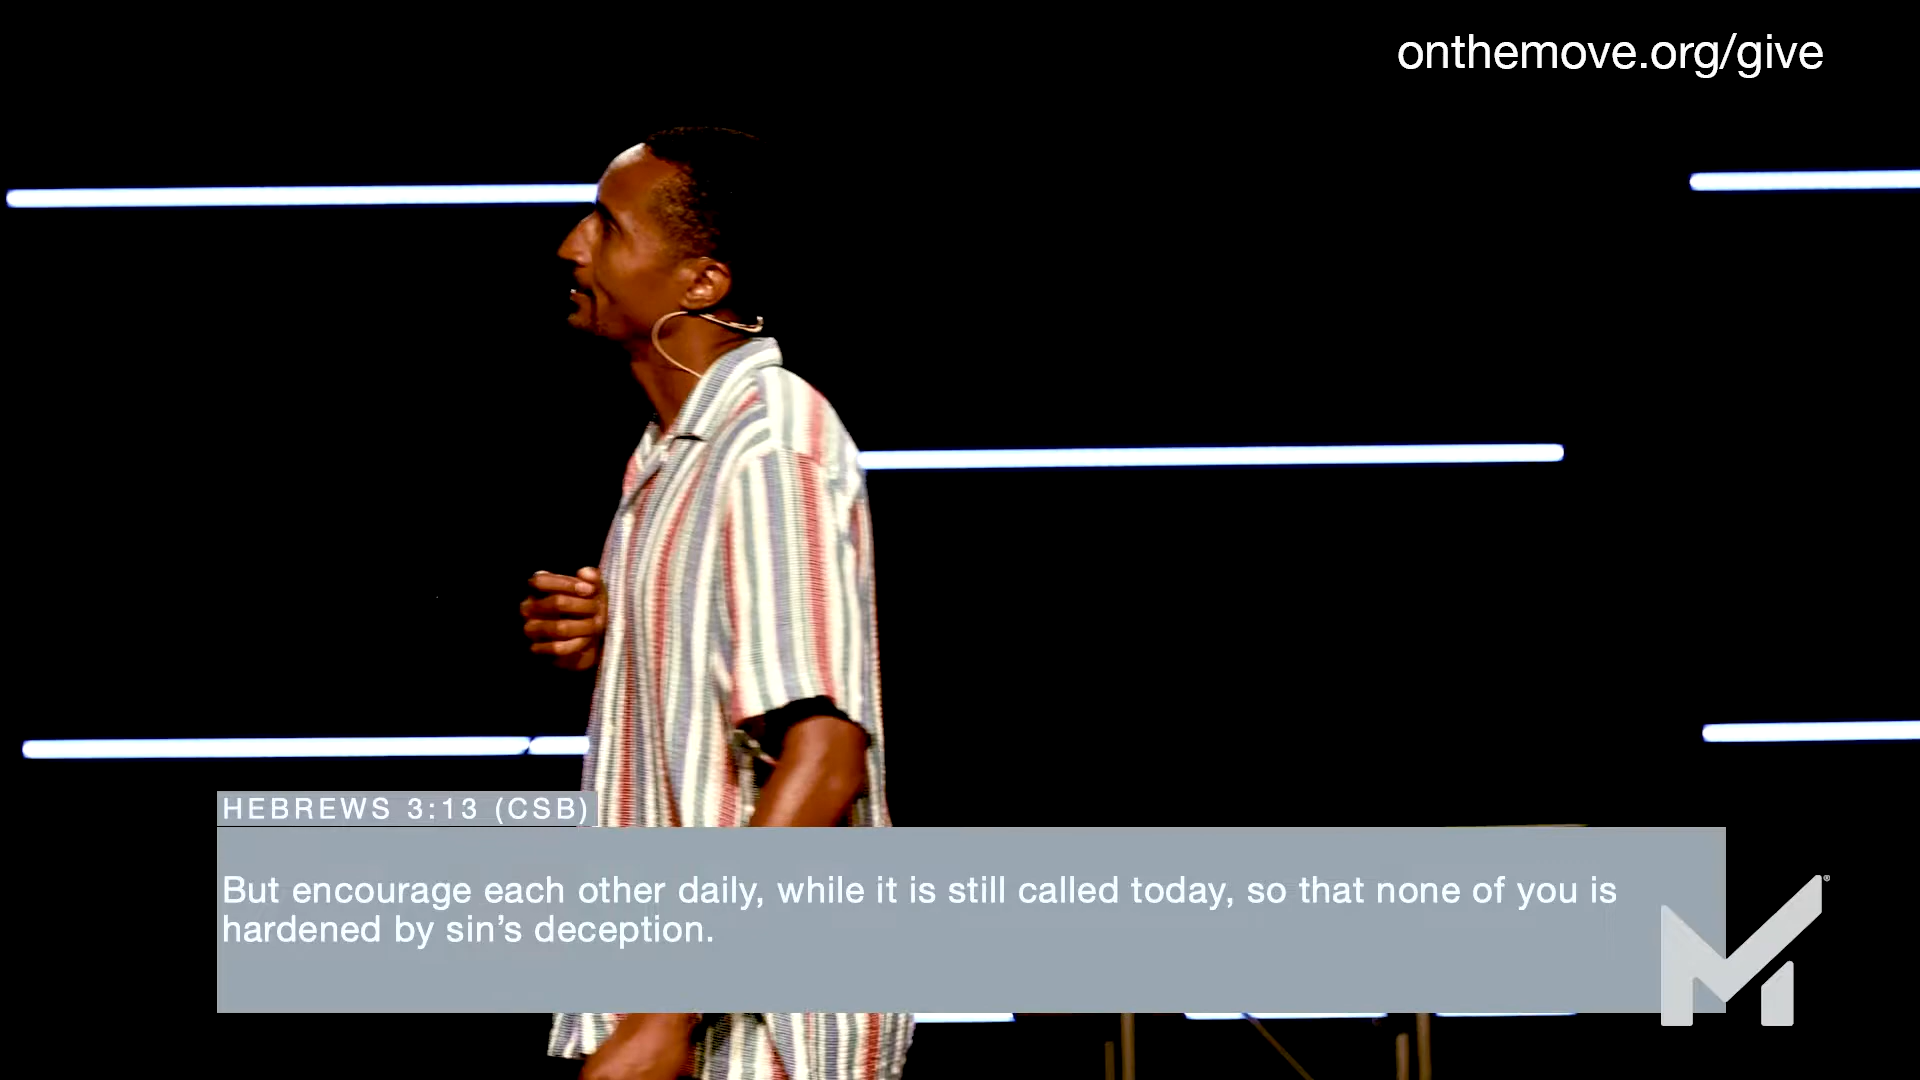 onthemove.org/give
HEBREWS 3:13 (CSB)
But encourage each other daily, while it is still called today, so that none of you is
hardened by sin’s deception.
M®